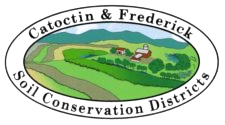 Catoctin & Frederick
Soil Conservation Districts